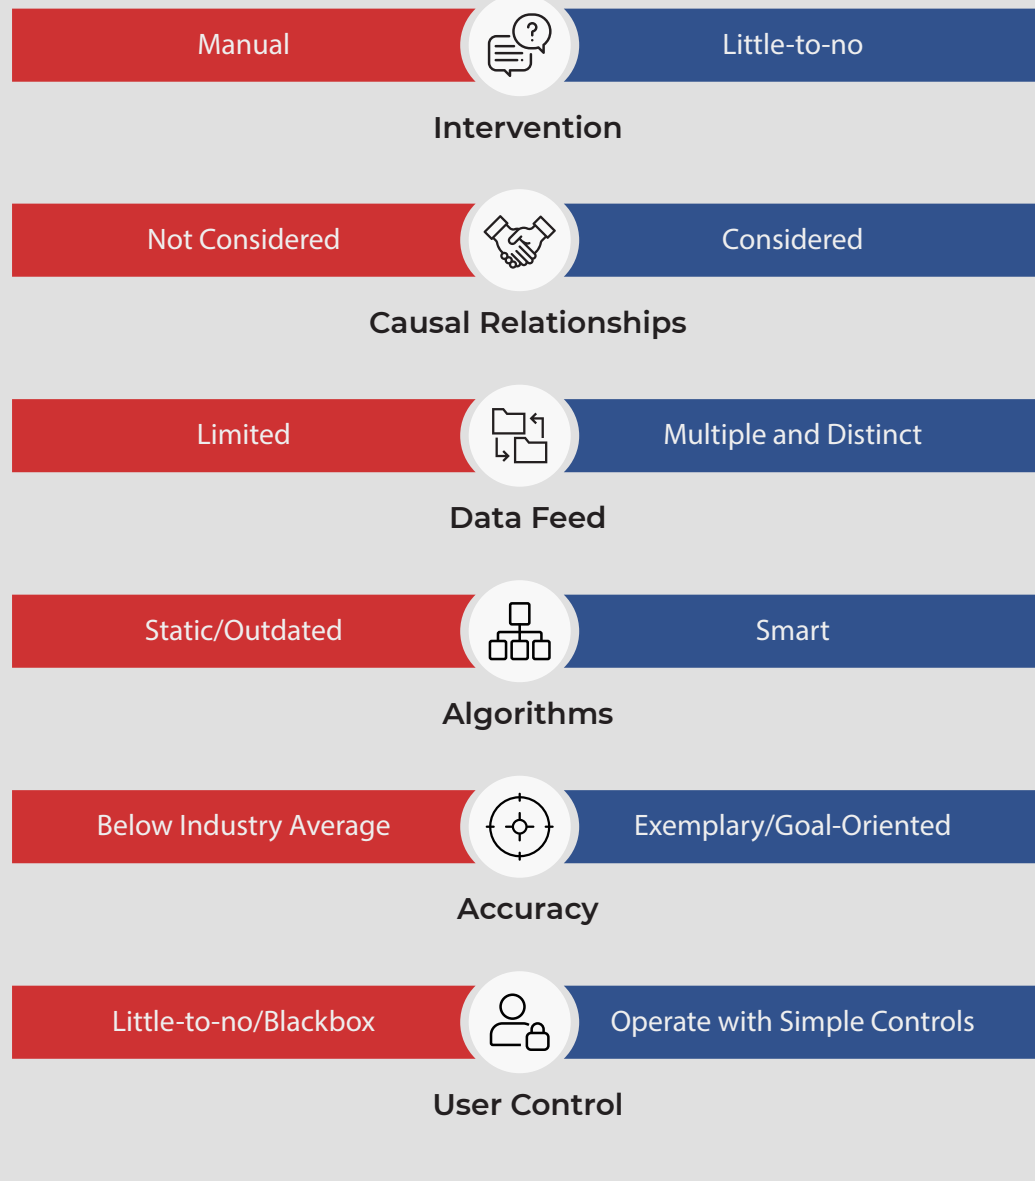 Manual
?
Little-to-no
Intervention
Not Considered
Considered
Causal Relationships
Limited
Multiple and Distinct
Data Feed
Static/Outdated
Smart
Algorithms
Below Industry Average
Exemplary/Goal-Oriented
Accuracy
Little-to-no/Blackbox
Operate with Simple Controls
User Control